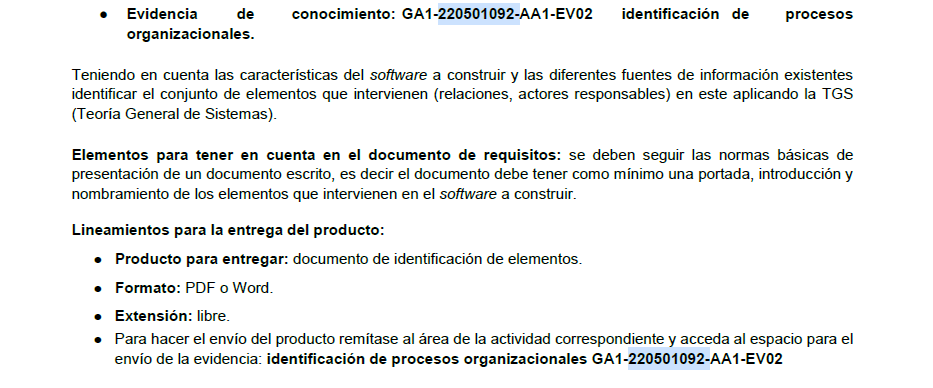 ● Evidencia de conocimiento: GA1-220501092-AA1-EV02 identificación de procesos
organizacionales.
Teniendo en cuenta las características del software a construir y las diferentes fuentes de información existentes
identificar el conjunto de elementos que intervienen (relaciones, actores responsables) en este aplicando la TGS
(Teoría General de Sistemas).
Elementos para tener en cuenta en el documento de requisitos: se deben seguir las normas básicas de
presentación de un documento escrito, es decir el documento debe tener como mínimo una portada, introducción y
nombramiento de los elementos que intervienen en el software a construir.
Lineamientos para la entrega del producto:
● Producto para entregar: documento de identificación de elementos.
● Formato: PDF o Word.
● Extensión: libre.
● Para hacer el envío del producto remítase al área de la actividad correspondiente y acceda al espacio para el
envío de la evidencia: identificación de procesos organizacionales GA1-220501092-AA1-EV02